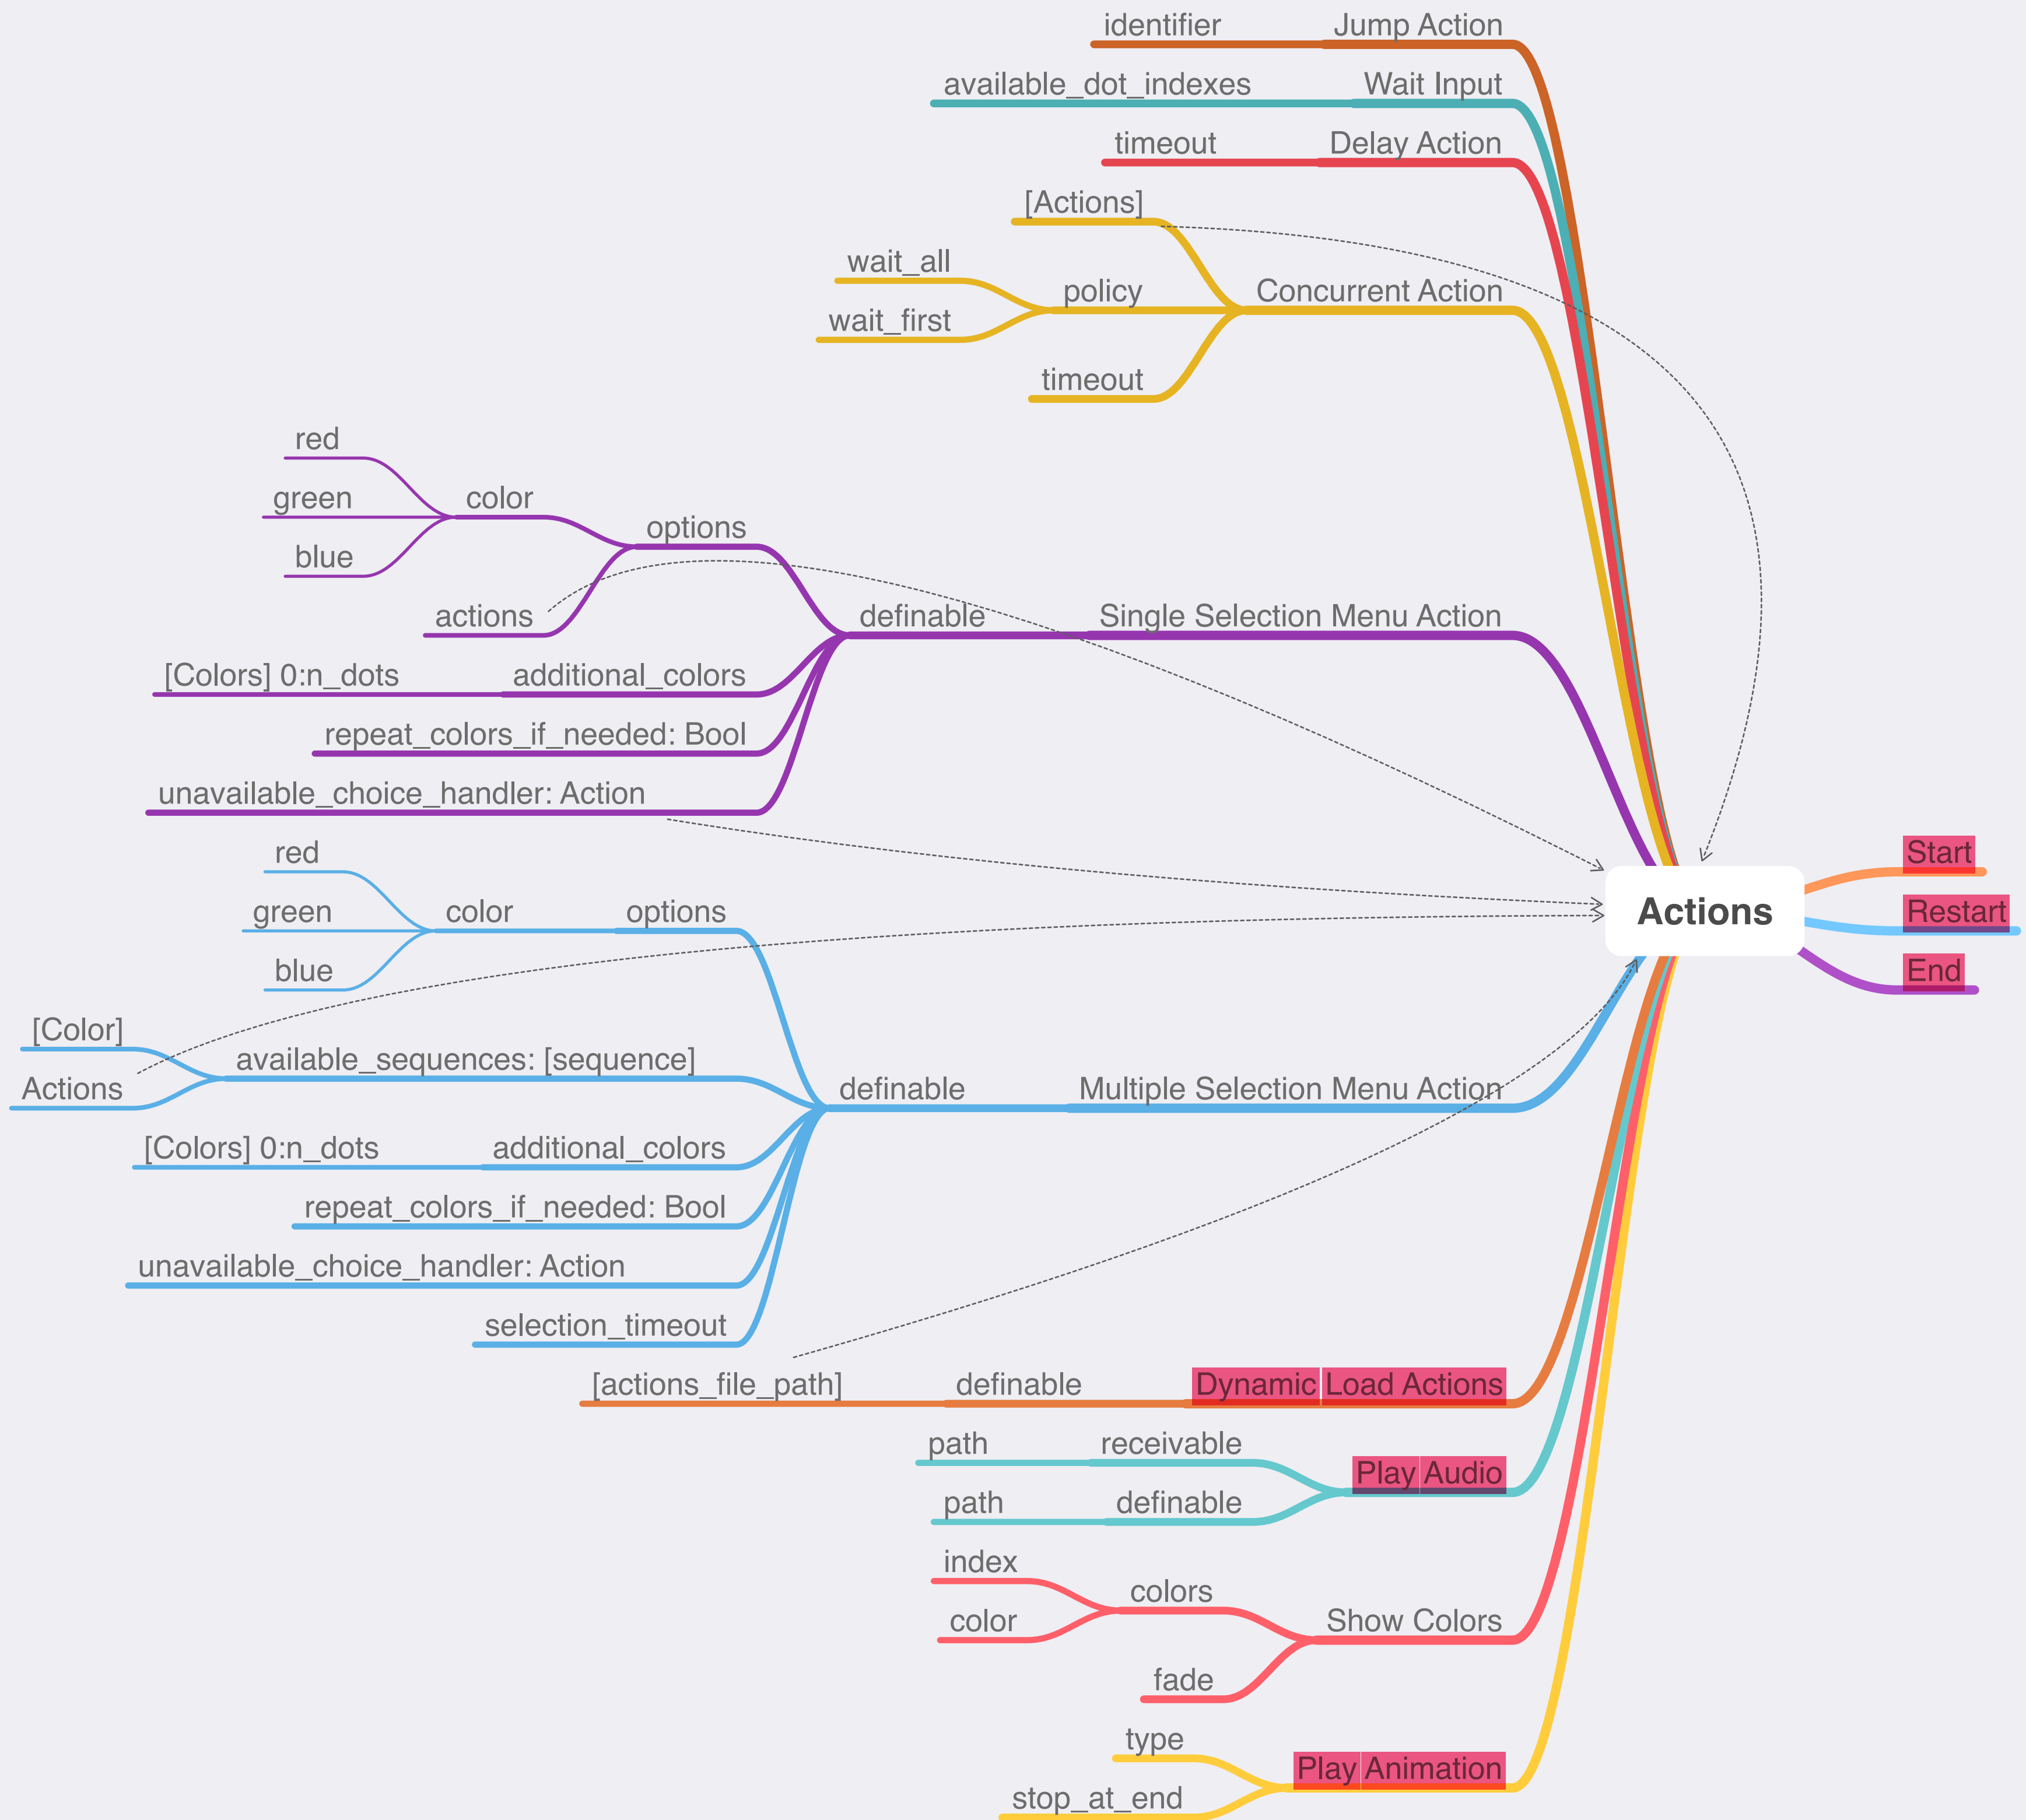 identifier
Jump Action
available_dot_indexes
Wait Input
timeout
Delay Action
[Actions]
wait_all
policy
Concurrent Action
wait_first
timeout
red
green
color
options
blue
actions
definable
Single Selection Menu Action
[Colors] 0:n_dots
additional_colors
repeat_colors_if_needed: Bool
unavailable_choice_handler: Action
red
green
color
options
blue
[Color]
available_sequences: [sequence]
Actions
definable
Multiple Selection Menu Action
[Colors] 0:n_dots
additional_colors
repeat_colors_if_needed: Bool
unavailable_choice_handler: Action
selection_timeout
[actions_file_path]
definable
Dynamic Load Actions
path
receivable
Play Audio
path
definable
index
colors
color
Show Colors
fade
type
Play Animation
stop_at_end
Actions
Start
Restart
End